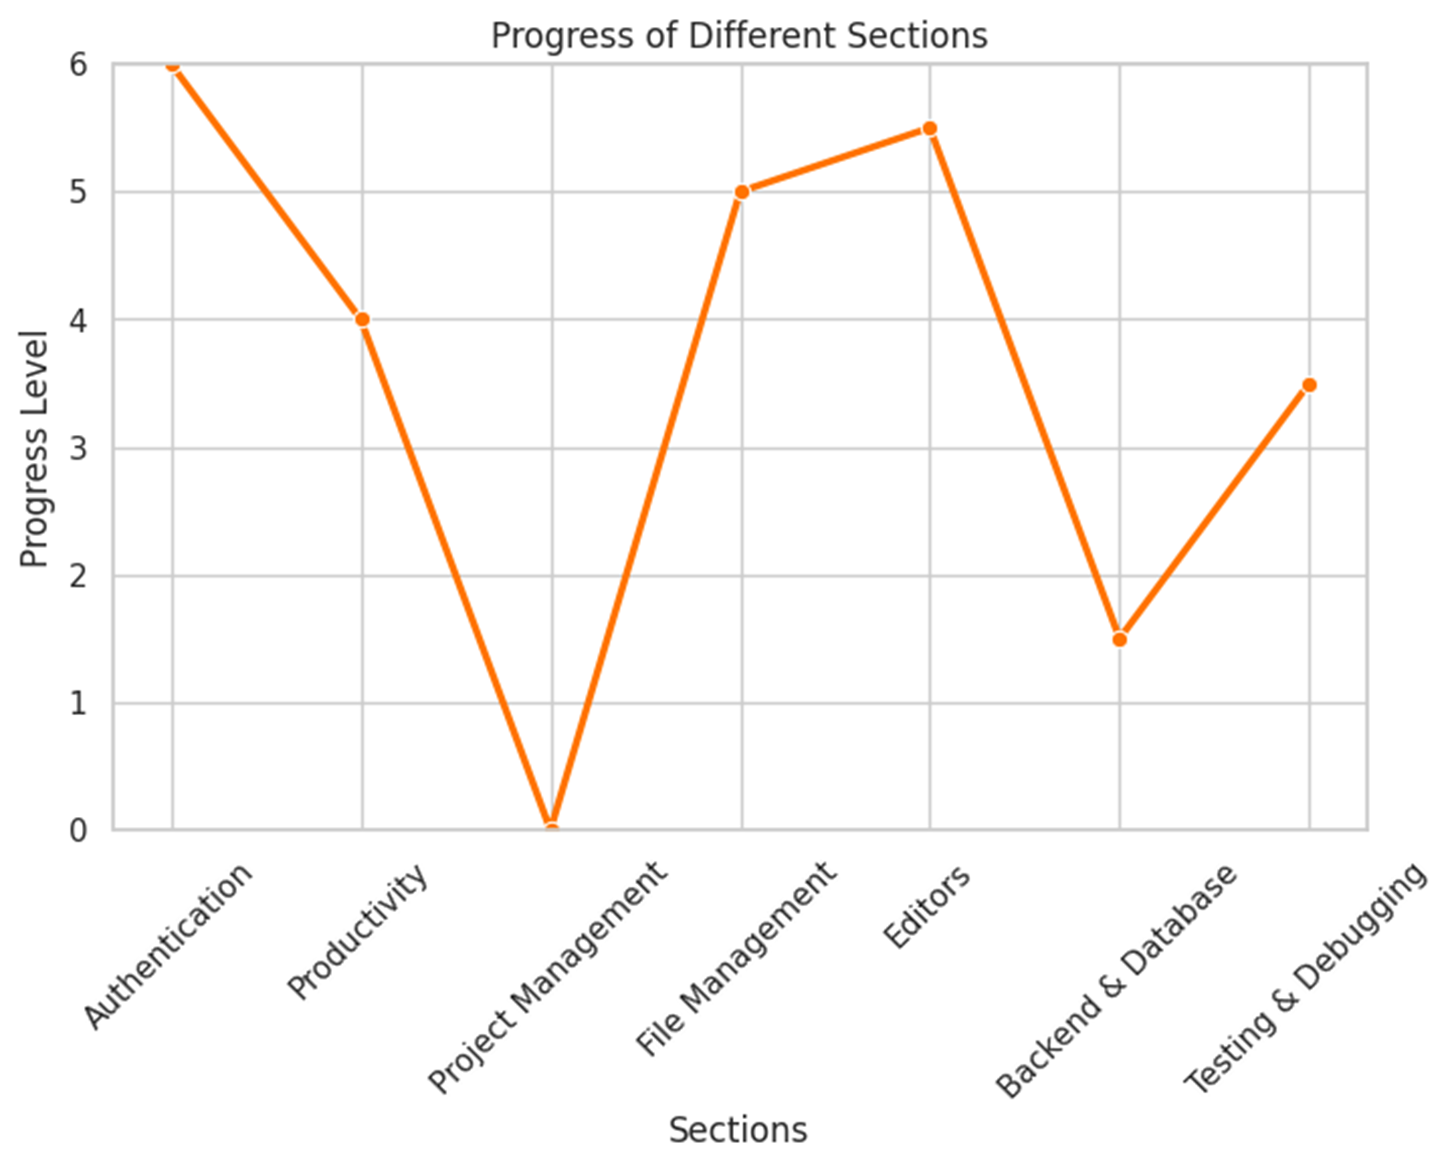 Progress of Different Sections
6
5
4
3
2
1
0
Progress Level
Authentication
Productivity
Project Management
File Management
Editors
Backend & Database
Testing & Debugging
Sections